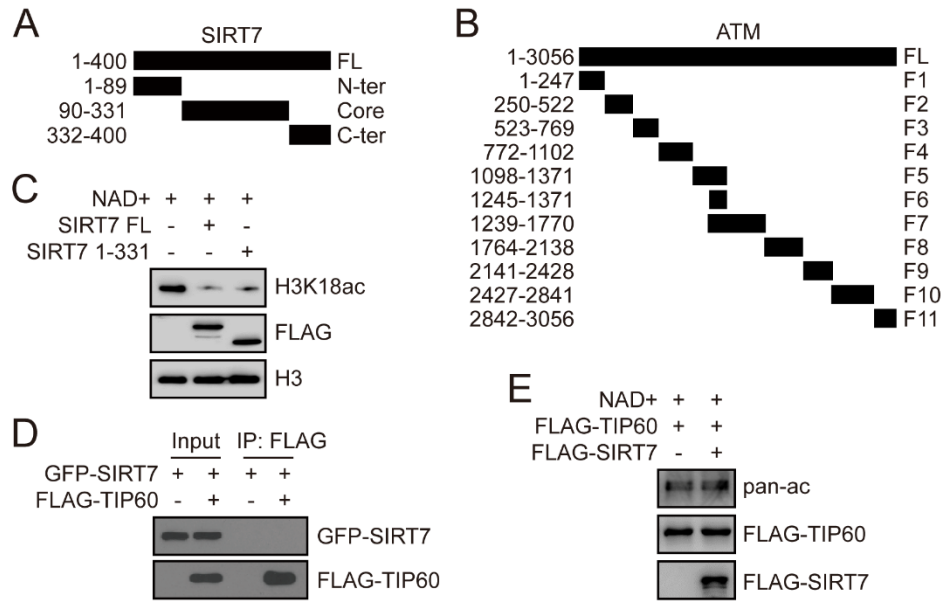 A
SIRT7
1-400 FL
1-89 N-ter
90-331 Core
332-400 C-ter
B
ATM
1-3056 FL
1-247 F1
250-522 F2
523-769 F3
772-1102 F4
1098-1371 F5
1245-1371 F6
1239-1770 F7
1764-2138 F8
2141-2428 F9
2427-2841 F10
2842-3056 F11
C
NAD+ + + +
SIRT7 FL - + -
SIRT7 1-331 - - +
H3K18ac
FLAG
H3
D
Input IP: FLAG
GFP-SIRT7 + + + +
FLAG-TIP60 - + - +
GFP-SIRT7
FLAG-TIP60
E
NAD+ + +
FLAG-TIP60 + +
FLAG-SIRT7 - +
pan-ac
FLAG-TIP60
FLAG-SIRT7